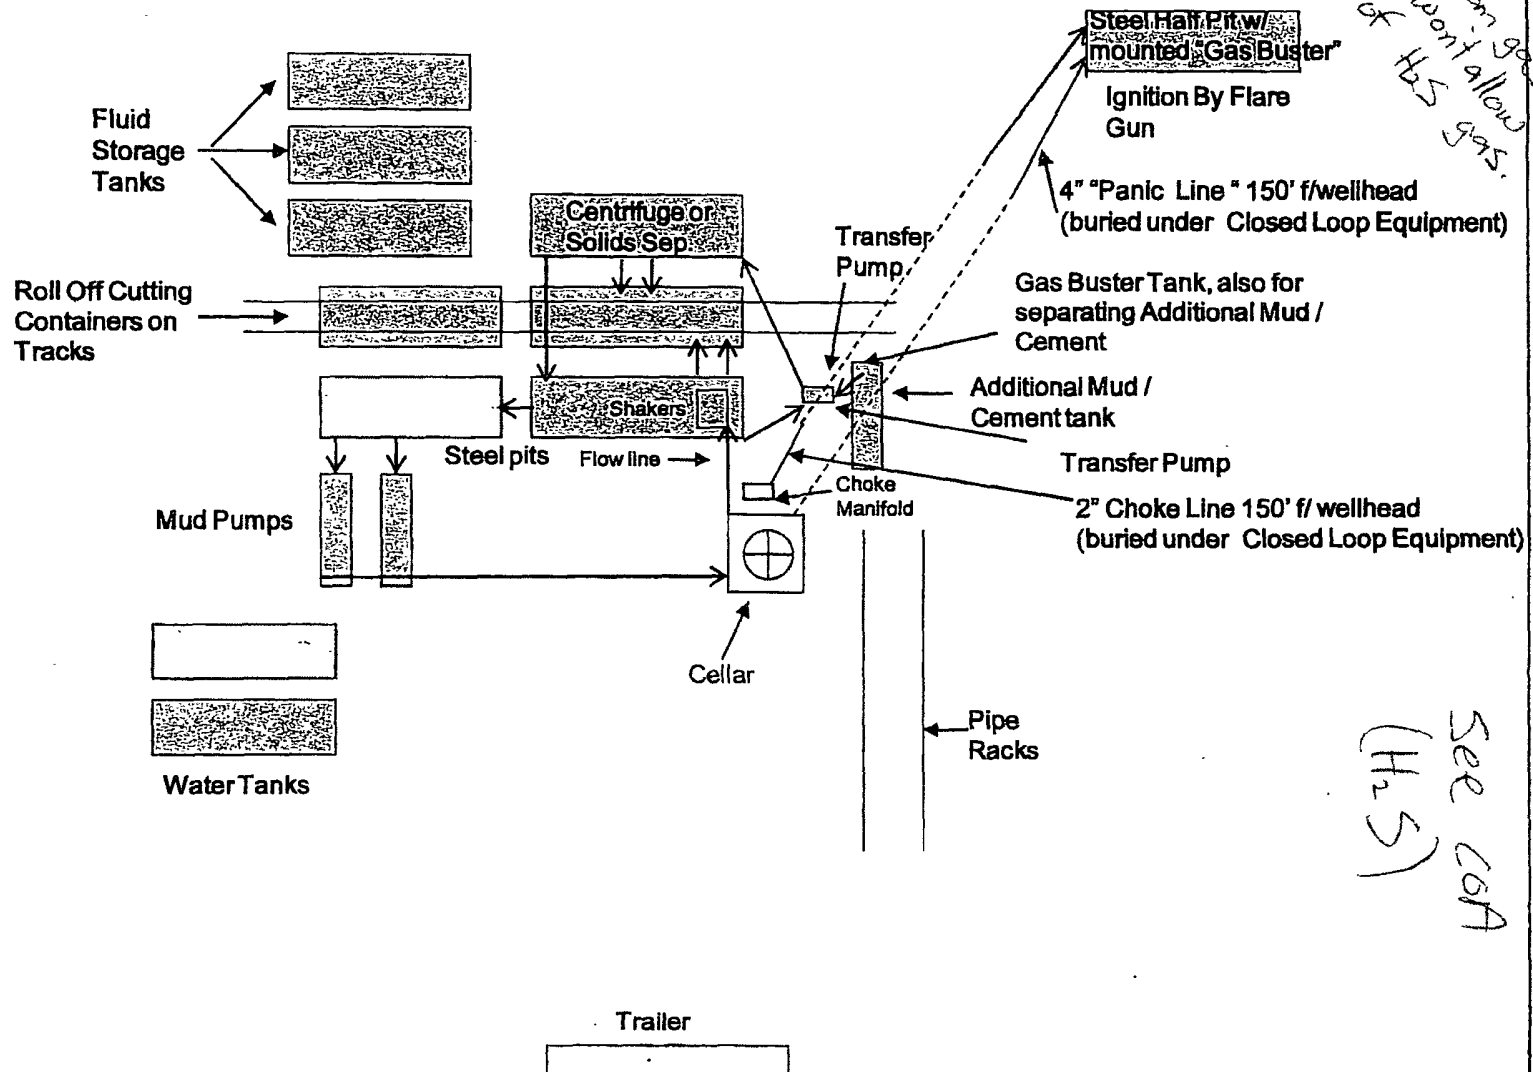 Steel Half Pit w/
mounted "Gas Buster"
Ignition By Flare
Gun
won't allow
of H2S gas.
Fluid
Storage
Tanks
4" "Panic Line " 150' f/wellhead
(buried under Closed Loop Equipment)
Centrifuge or
Solids Sep.
Transfer
Pump
Roll Off Cutting
Containers on
Tracks
Gas Buster Tank, also for
separating Additional Mud /
Cement
Shakers
Additional Mud /
Cement tank
Steel pits
Flow line
Transfer Pump
Choke
Manifold
2" Choke Line 150' f/ wellhead
(buried under Closed Loop Equipment)
Mud Pumps
Cellar
Pipe
Racks
Water Tanks
See COA
(H2S)
Trailer